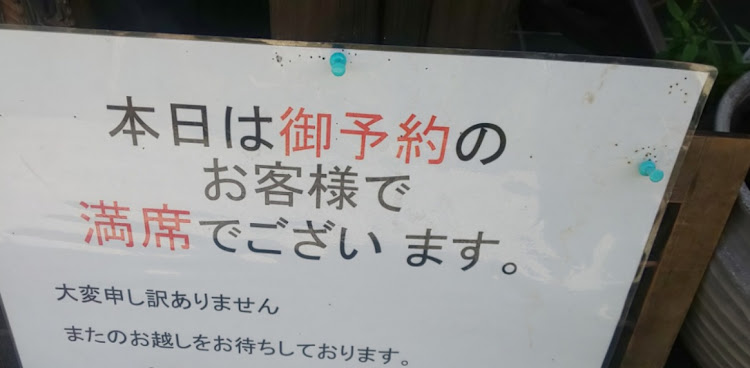 本日は御予約の
お客様で
満席でござい ます。
大変申し訳ありません
またのお越しをお待ちしております。